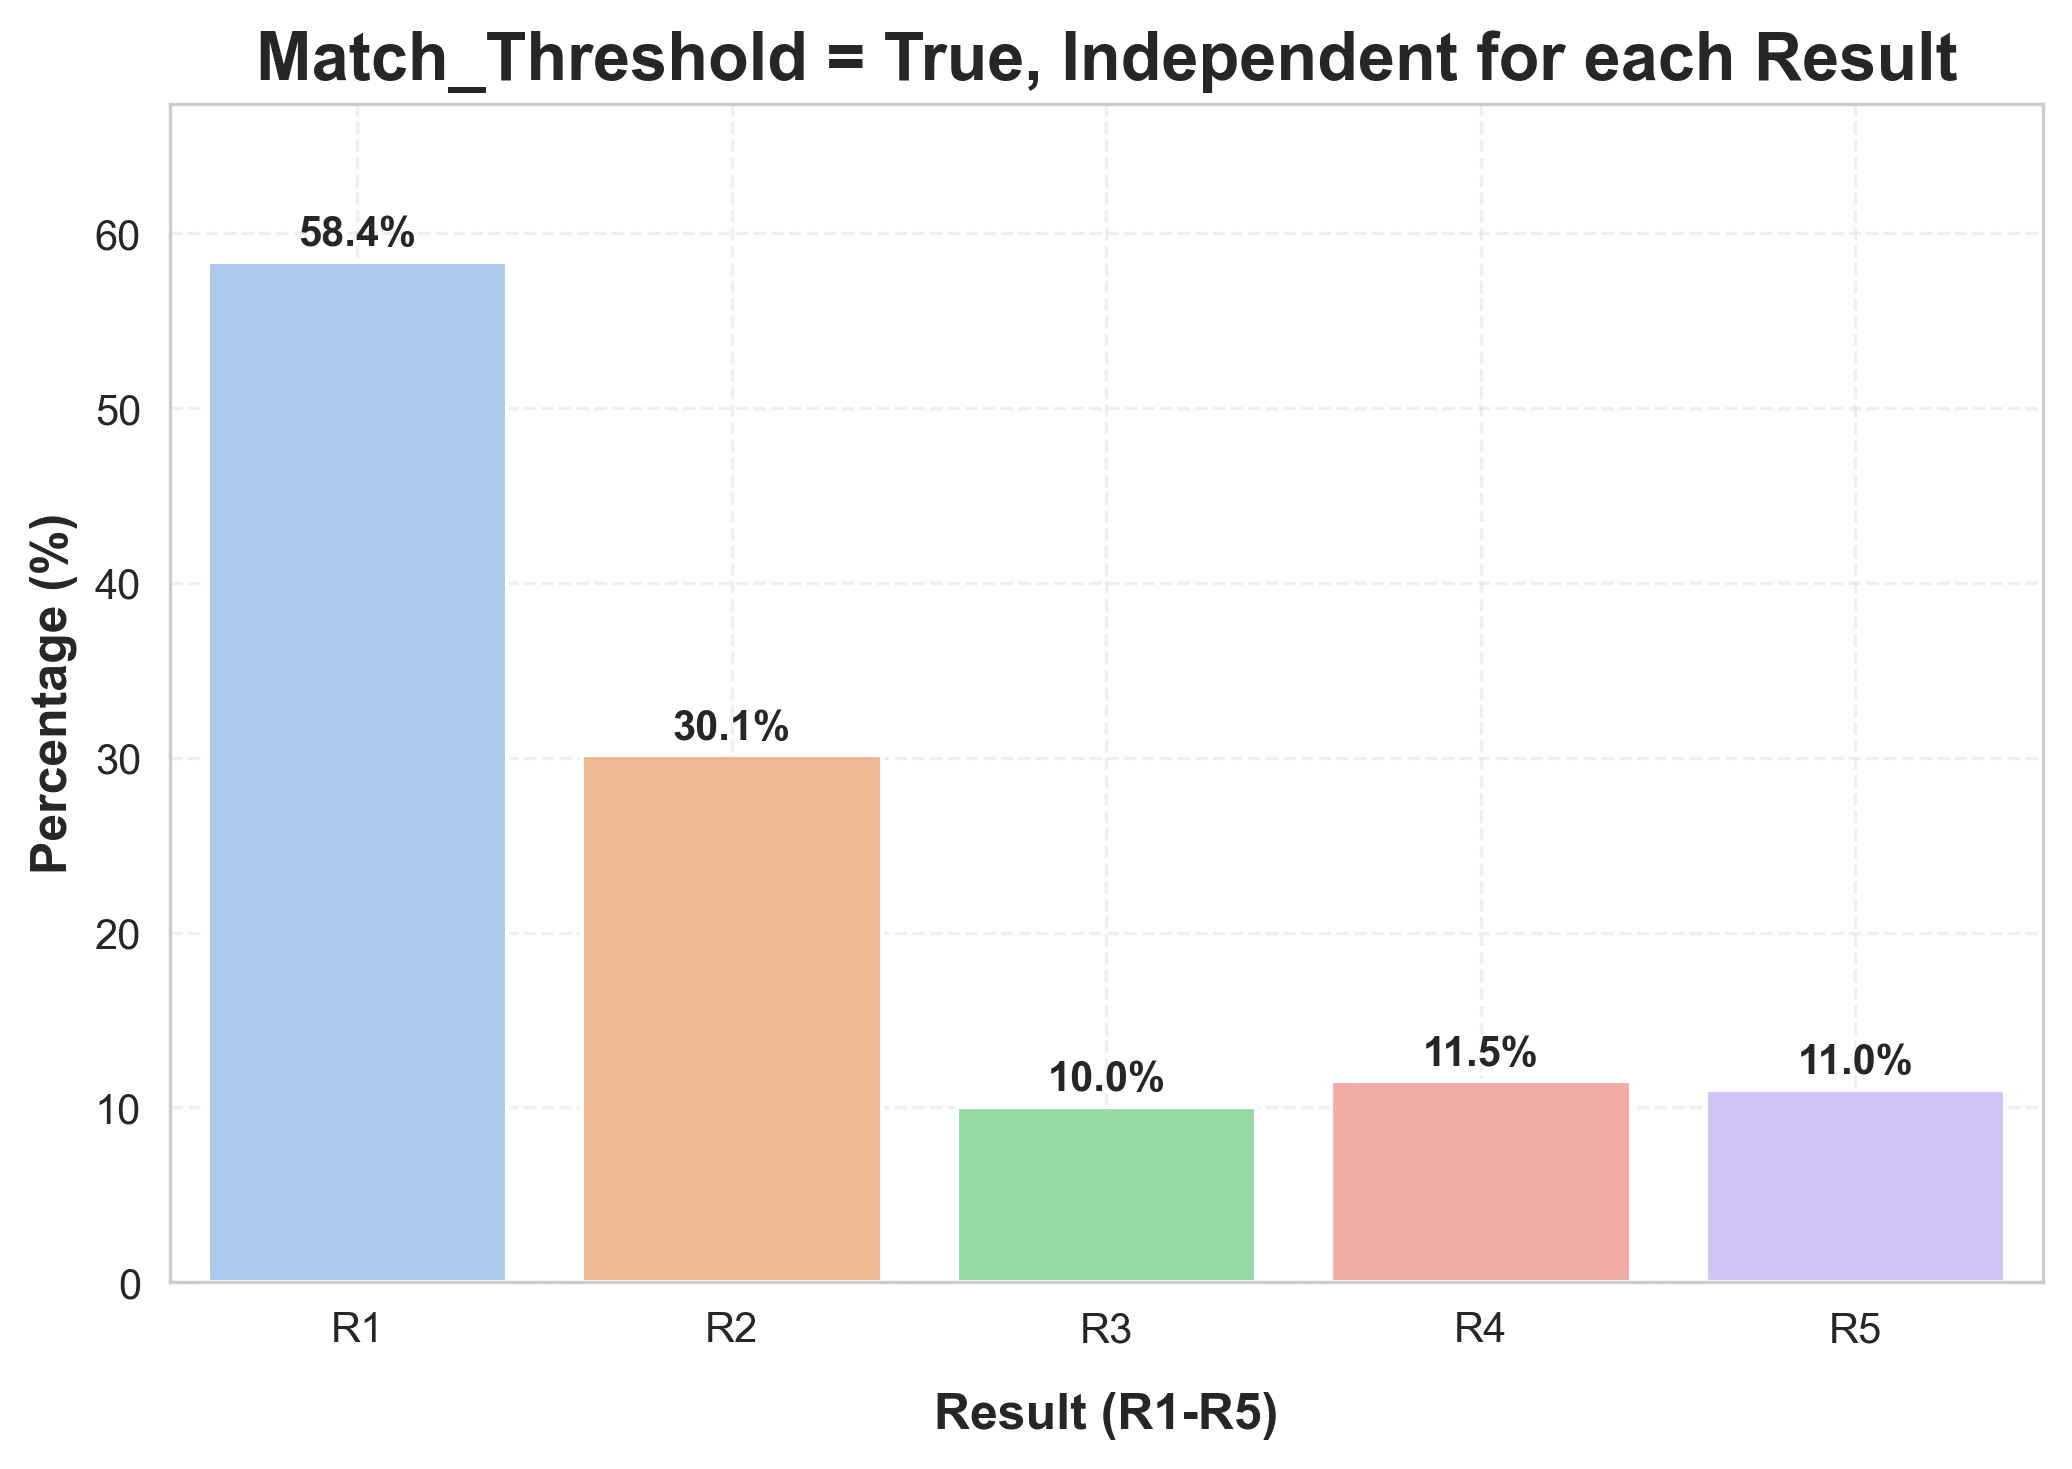 Match_Threshold = True, Independent for each Result
Percentage (%)
60
50
40
30
20
10
0
58.4%
30.1%
10.0%
11.5%
11.0%
R1
R2
R3
R4
R5
Result (R1-R5)